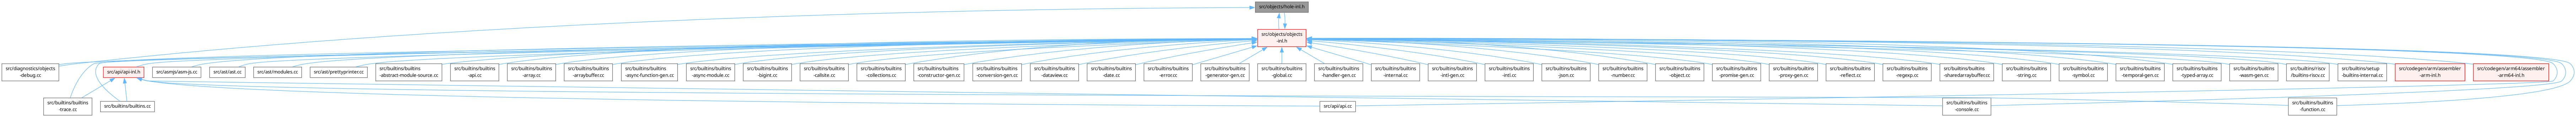 src/objects/hole-inl.h
src/objects/objects
-inl.h
src/diagnostics/objects
-debug.cc
src/api/api-inl.h
src/asmjs/asm-js.cc
src/ast/ast.cc
src/ast/modules.cc
src/ast/prettyprinter.cc
src/builtins/builtins
-abstract-module-source.cc
src/builtins/builtins
-api.cc
src/builtins/builtins
-array.cc
src/builtins/builtins
-arraybuffer.cc
src/builtins/builtins
-async-function-gen.cc
src/builtins/builtins
-async-module.cc
src/builtins/builtins
-bigint.cc
src/builtins/builtins
-callsite.cc
src/builtins/builtins
-collections.cc
src/builtins/builtins
-constructor-gen.cc
src/builtins/builtins
-conversion-gen.cc
src/builtins/builtins
-dataview.cc
src/builtins/builtins
-date.cc
src/builtins/builtins
-error.cc
src/builtins/builtins
-generator-gen.cc
src/builtins/builtins
-global.cc
src/builtins/builtins
-handler-gen.cc
src/builtins/builtins
-internal.cc
src/builtins/builtins
-intl-gen.cc
src/builtins/builtins
-intl.cc
src/builtins/builtins
-json.cc
src/builtins/builtins
-number.cc
src/builtins/builtins
-object.cc
src/builtins/builtins
-promise-gen.cc
src/builtins/builtins
-proxy-gen.cc
src/builtins/builtins
-reflect.cc
src/builtins/builtins
-regexp.cc
src/builtins/builtins
-sharedarraybuffer.cc
src/builtins/builtins
-string.cc
src/builtins/builtins
-symbol.cc
src/builtins/builtins
-temporal-gen.cc
src/builtins/builtins
-typed-array.cc
src/builtins/builtins
-wasm-gen.cc
src/builtins/riscv
/builtins-riscv.cc
src/builtins/setup
-builtins-internal.cc
src/codegen/arm/assembler
-arm-inl.h
src/codegen/arm64/assembler
-arm64-inl.h
src/builtins/builtins
-trace.cc
src/builtins/builtins.cc
src/api/api.cc
src/builtins/builtins
-console.cc
src/builtins/builtins
-function.cc